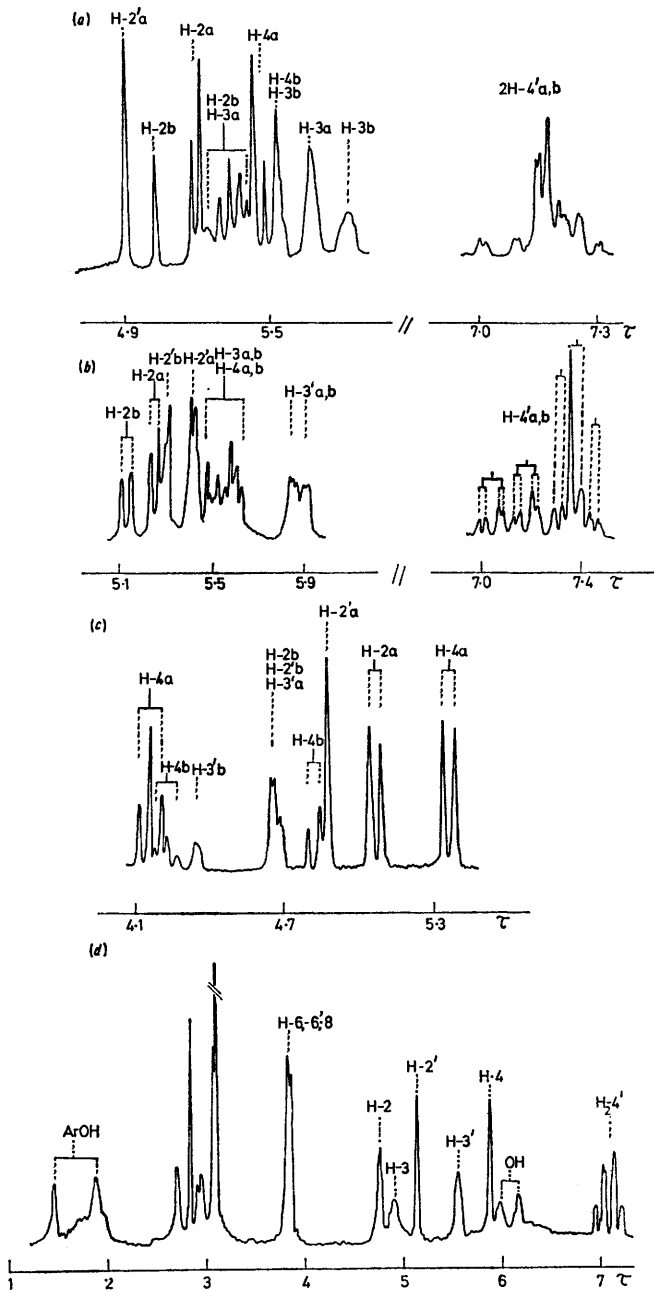 (a)
H-2'a
H-2a
H-4a
H-4b
H-3b
H-2b
H-3a
H-2b
H-3a
H-3b
2H-4'a,b
4.9
5.5
//
7.0
7.3
τ
(b)
H-2b
H-2a
H-2'b
H-2'a
H-3a,b
H-4a,b
H-3'a,b
H-4'a,b
5.1
5.5
5.9
//
7.0
7.4
τ
(c)
H-2'a
H-4a
H-4b
H-3'b
H-2b
H-2'b
H-3'a
H-4b
H-2a
H-4a
4.1
4.7
5.3
τ
(d)
ArOH
H-6,-6',8
H-2
H-3
H-2'
H-3'
H-4
OH
H2-4'
1
2
3
4
5
6
7
τ